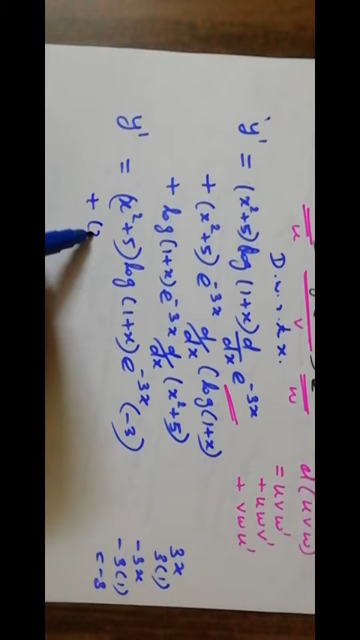 u v w
D.w.r.t x.
d(uvw)
= uvw'
+ uwv'
+ vwu'
y' = (x²+5) log(1+x) d/dx e^-3x
+ (x²+5) e^-3x d/dx (log(1+x)
+ log(1+x) e^-3x d/dx (x²+5)
y' = (x²+5) log(1+x) e^-3x (-3)
+ (
3x
3(1)
-3x
-3(1)
= -3